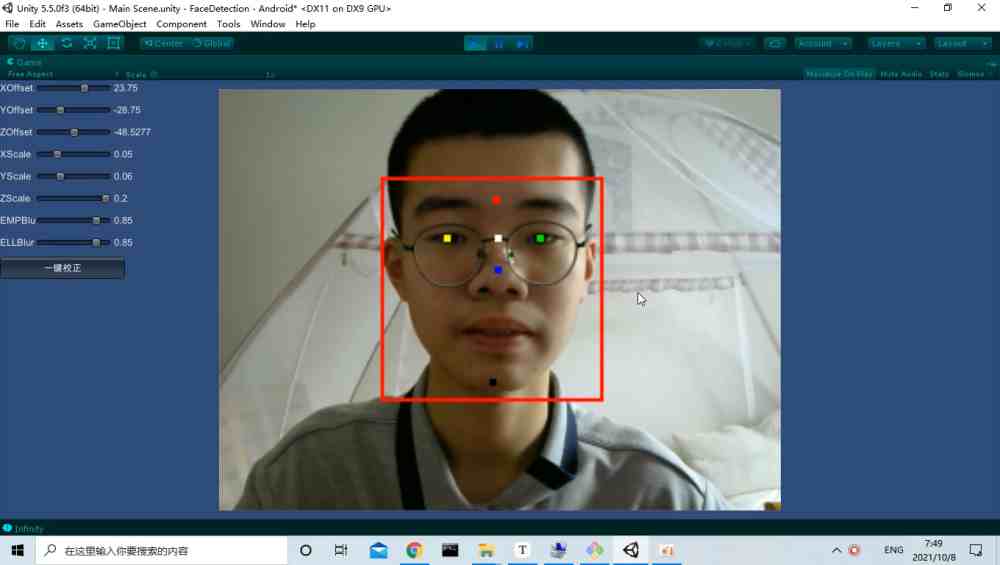 Unity 5.5.0f3 (64bit) - Main Scene.unity - FaceDetection - Android* <DX11 on DX9 GPU>
File Edit Assets GameObject Component Tools Window Help
Center Global Account Layers Layout
Game
Free Aspect Scale 1x Maximize On Play Mute Audio Stats Gizmos
XOffset 23.75
YOffset -28.75
ZOffset -48.5277
XScale 0.05
YScale 0.06
ZScale 0.2
EMPBlu 0.85
ELLBlur 0.85
一键校正
Infinity
在这里输入你要搜索的内容
ENG
7:49
2021/10/8